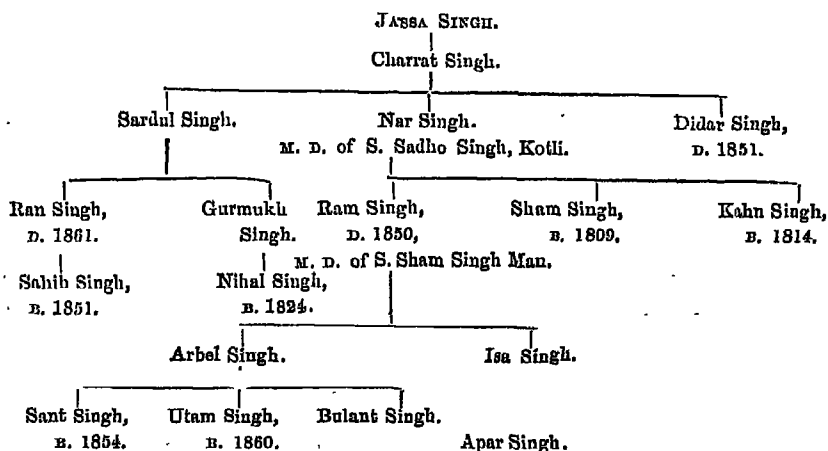 JASSA SINGH.
Charrat Singh.
Sardul Singh. Nar Singh. Didar Singh,
M. D. of S. Sadho Singh, Kotli. D. 1851.
Ran Singh, Gurmukh Ram Singh, Sham Singh, Kahn Singh,
D. 1861. Singh. D. 1850, B. 1809. B. 1814.
M. D. of S. Sham Singh Man.
Sahib Singh, Nihal Singh,
B. 1851. B. 1824.
Arbel Singh. Isa Singh.
Sant Singh, Utam Singh, Bulant Singh.
B. 1854. B. 1860. Apar Singh.